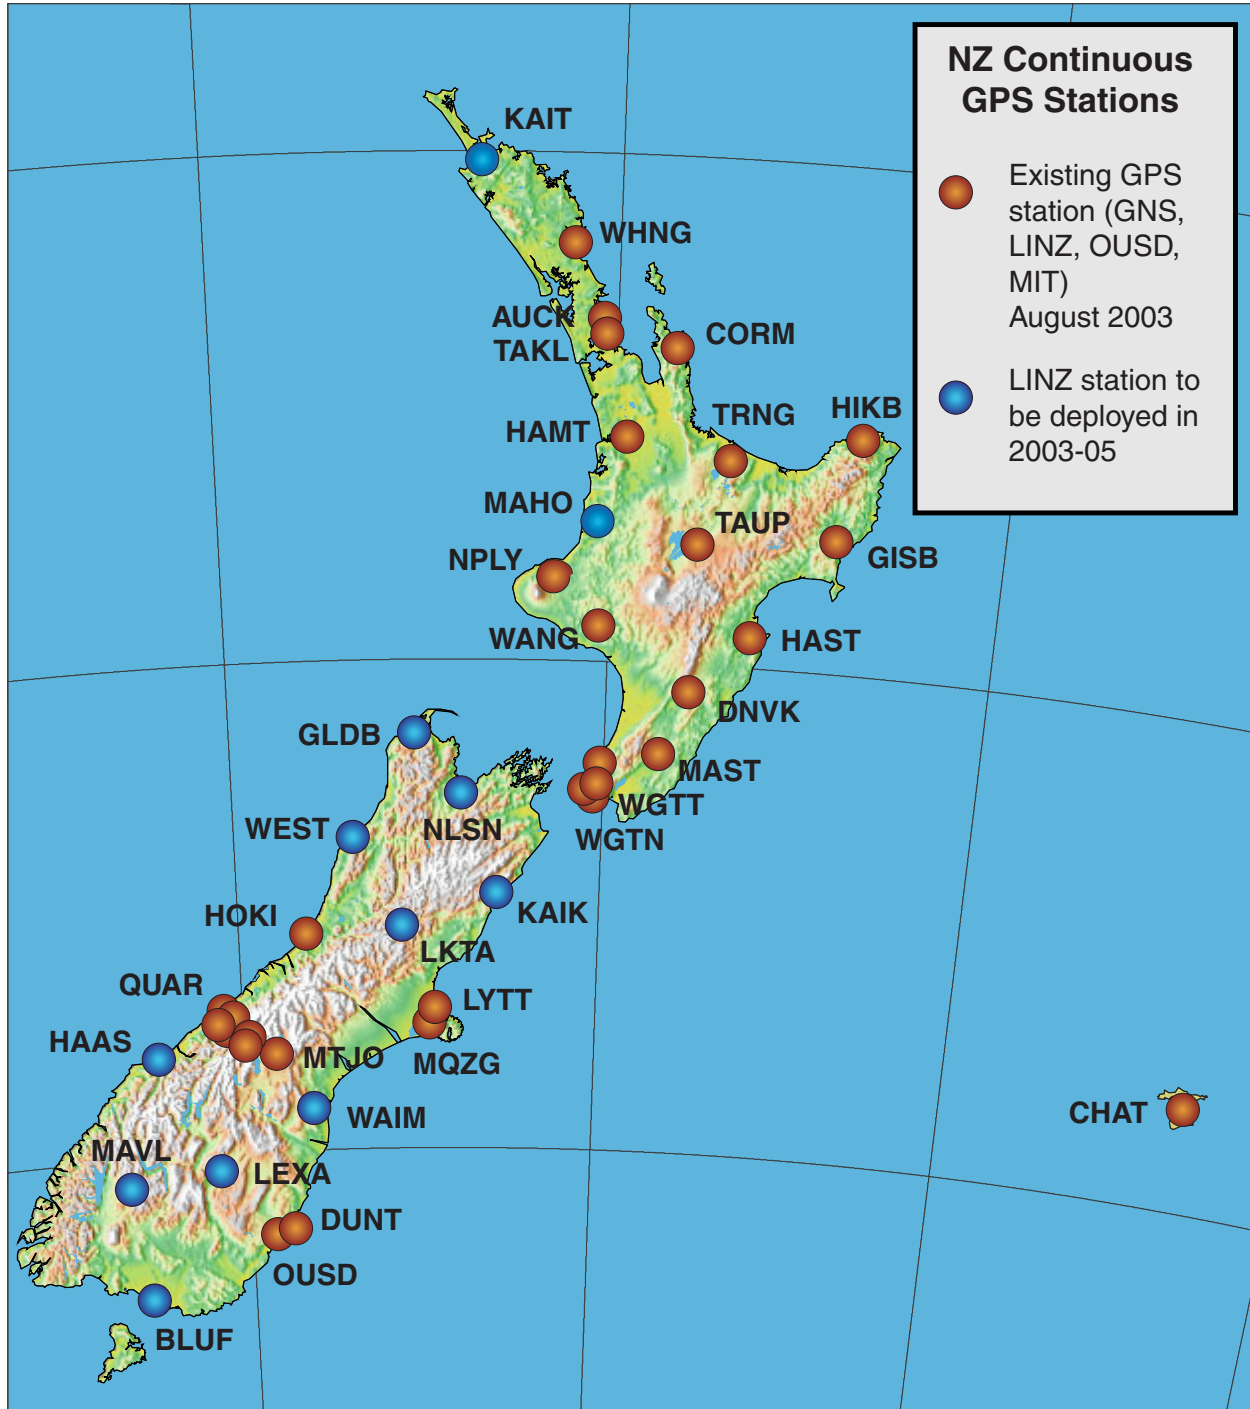 NZ Continuous
GPS Stations
Existing GPS
station (GNS,
LINZ, OUSD,
MIT)
August 2003
LINZ station to
be deployed in
2003-05
KAIT
WHNG
AUCK
TAKL
CORM
TRNG
HIKB
HAMT
MAHO
TAUP
NPLY
GISB
WANG
HAST
DNVK
GLDB
MAST
WGTT
WGTN
WEST
NLSN
HOKI
KAIK
LKTA
QUAR
LYTT
HAAS
MTJO
MQZG
WAIM
CHAT
MAVL
LEXA
DUNT
OUSD
BLUF